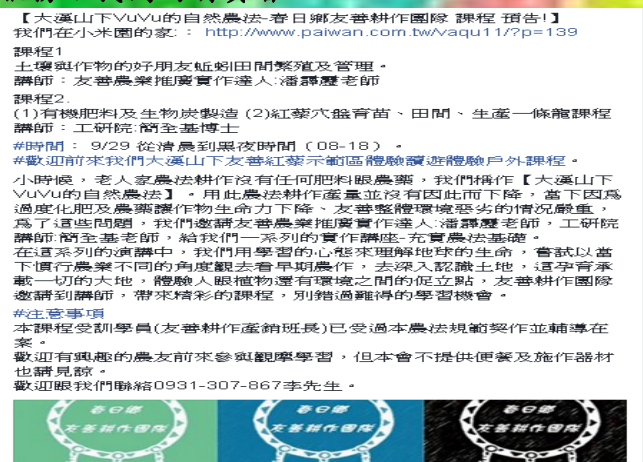 【大漢山下VuVu的自然農法-春日鄉友善耕作團隊 課程 預告!】
我們在小米園的家:: http://www.paiwan.com.tw/vaqu11/?p=139
課程1
土壤與作物的好朋友蚯蚓田間繁殖及管理。
講師：友善農業推廣實作達人:潘霹靂老師
課程2.
(1)有機肥料及生物炭製造 (2)紅藜穴盤育苗、田間、生產一條龍課程
講師：工研院:簡全基博士
#時間： 9/29 從清晨到黑夜時間（08-18）。
#歡迎前來我們大漢山下友善紅藜示範區體驗讀遊體驗戶外課程。
小時候，老人家農法耕作沒有任何肥料跟農藥，我們稱作【大漢山下
VuVu的自然農法】。用此農法耕作產量並沒有因此而下降，當下因為
過度化肥及農藥讓作物生命力下降、友善整體環境惡劣的情況嚴重，
為了這些問題，我們邀請友善農業推廣實作達人:潘霹靂老師，工研院
講師:簡全基老師，給我們一系列的實作講座-充實農法基礎。
在這系列的演講中，我們用學習的心態來理解地球的生命，嘗試以當
下慣行農業不同的角度觀去看早期農作，去深入認識土地，這孕育承
載一切的大地，體驗人跟植物還有環境之間的促立點，友善耕作團隊
邀請到講師，帶來精彩的課程，別錯過難得的學習機會。
#注意事項
本課程受訓學員(友善耕作產銷班長)已受過本農法規範契作並輔導在
案。
歡迎有興趣的農友前來參與觀摩學習，但本會不提供便餐及施作器材
也請見諒。
歡迎跟我們聯絡0931-307-867李先生。
春日鄉
友善耕作團隊
春日鄉
友善耕作團隊
春日鄉
友善耕作團隊